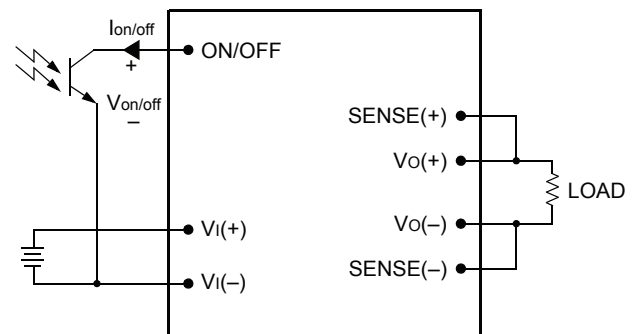 Ion/off
+
ON/OFF
Von/off
–
SENSE(+)
VO(+)
LOAD
VO(–)
SENSE(–)
VI(+)
VI(–)